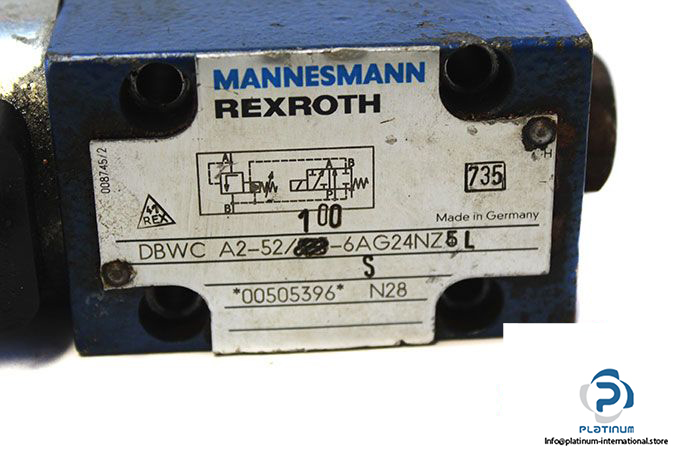 MANNESMANN
REXROTH
008745/2
A B
A B
P
B
H
735
REX
Made in Germany
100
DBWC A2-52/ -6AG24NZ5L
S
*00505396* N28
P
PLATINUM
info@platinum-international.store